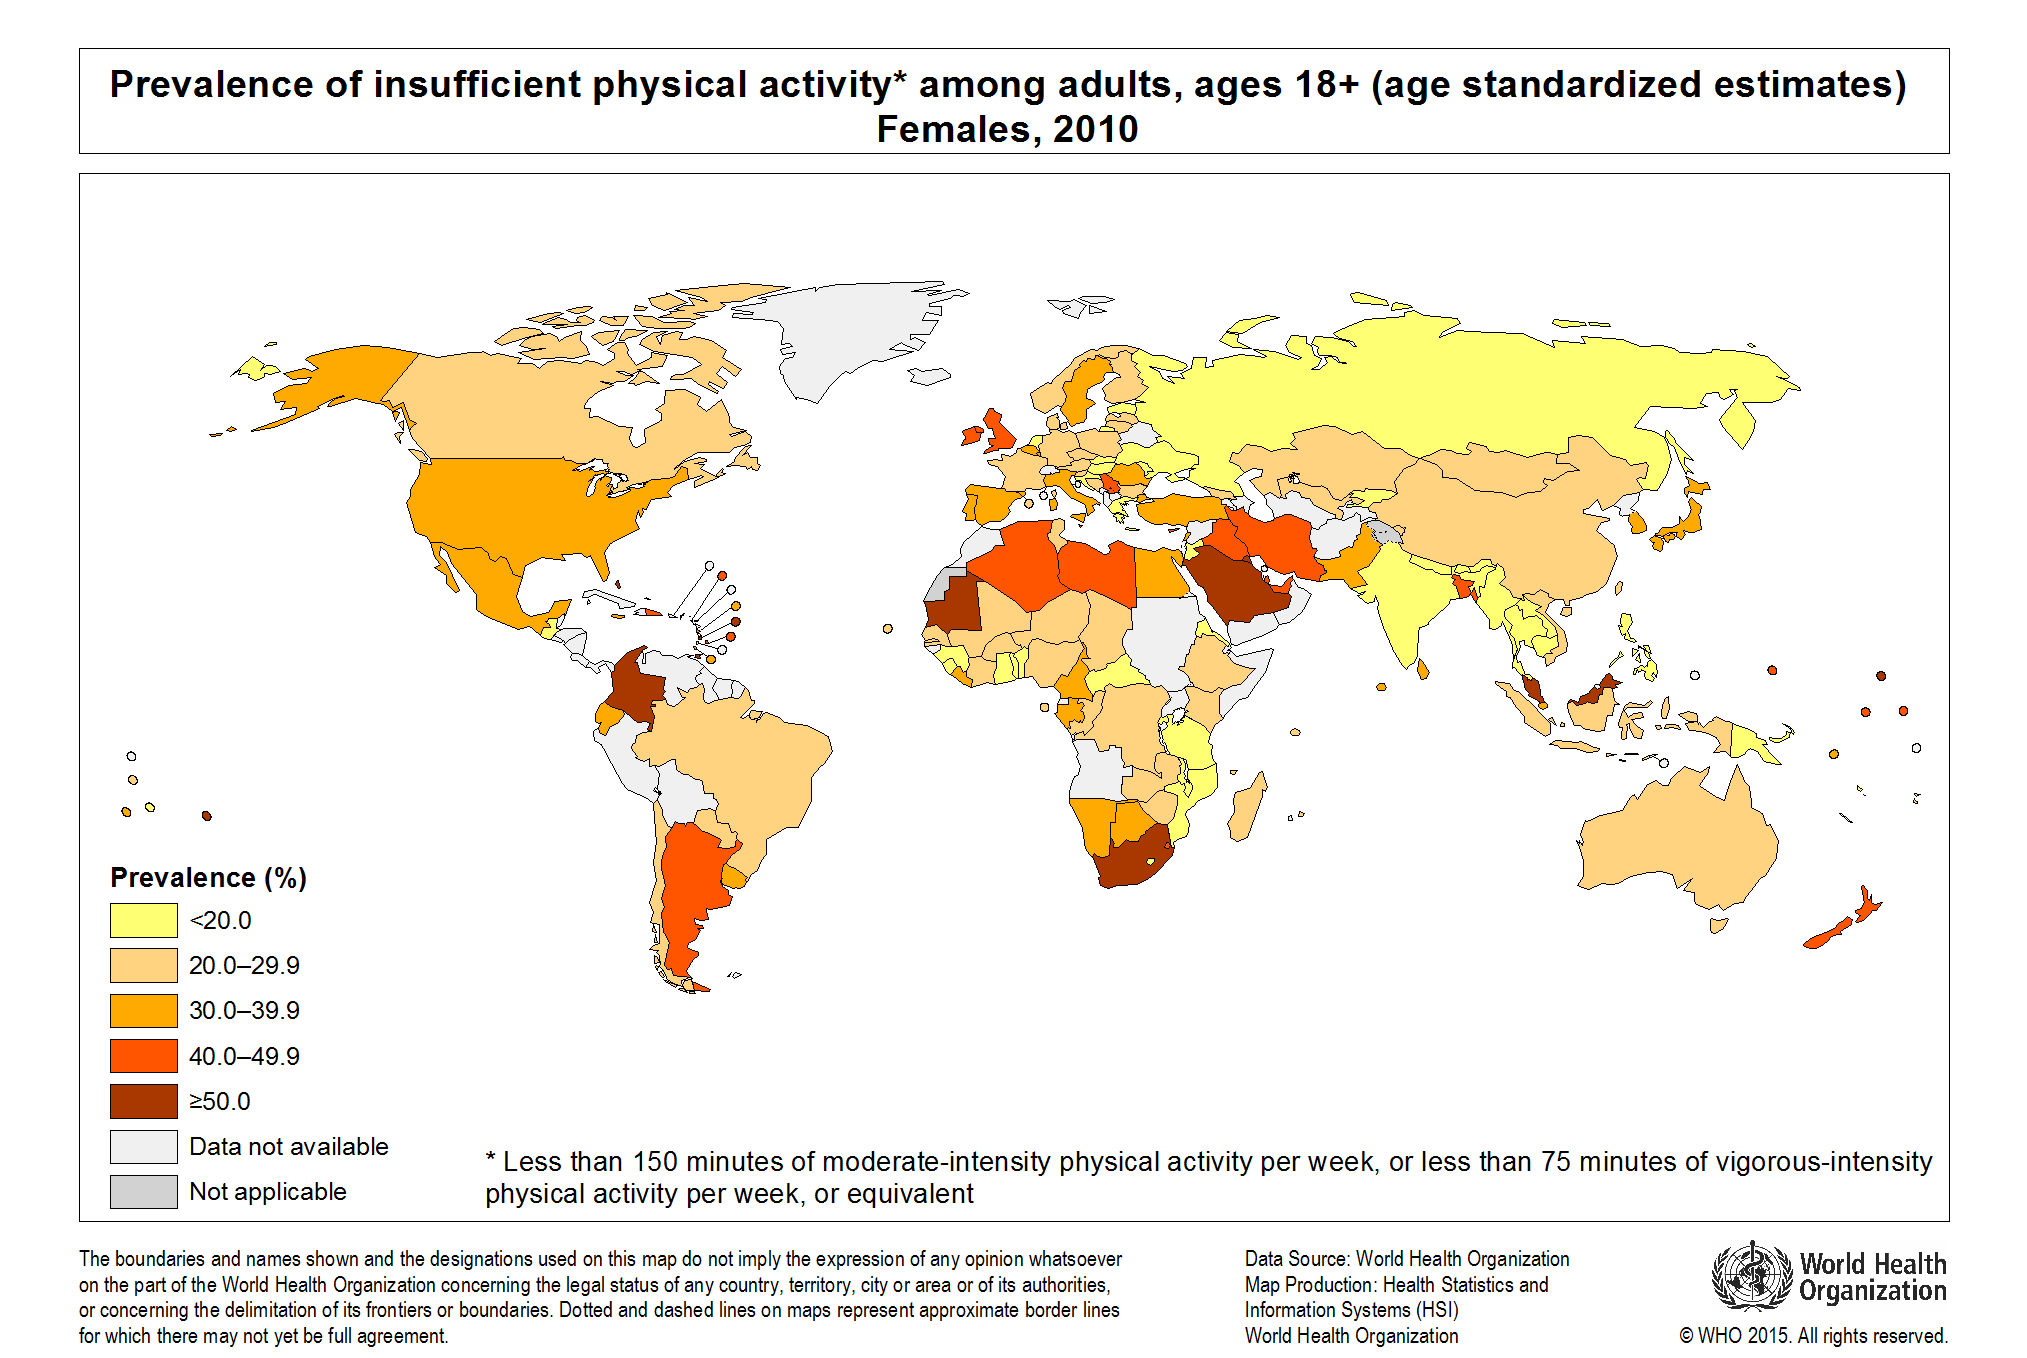 Prevalence of insufficient physical activity* among adults, ages 18+ (age standardized estimates)
Females, 2010
Prevalence (%)
<20.0
20.0–29.9
30.0–39.9
40.0–49.9
≥50.0
Data not available
Not applicable
* Less than 150 minutes of moderate-intensity physical activity per week, or less than 75 minutes of vigorous-intensity
physical activity per week, or equivalent
The boundaries and names shown and the designations used on this map do not imply the expression of any opinion whatsoever
on the part of the World Health Organization concerning the legal status of any country, territory, city or area or of its authorities,
or concerning the delimitation of its frontiers or boundaries. Dotted and dashed lines on maps represent approximate border lines
for which there may not yet be full agreement.
Data Source: World Health Organization
Map Production: Health Statistics and
Information Systems (HSI)
World Health Organization
World Health
Organization
© WHO 2015. All rights reserved.